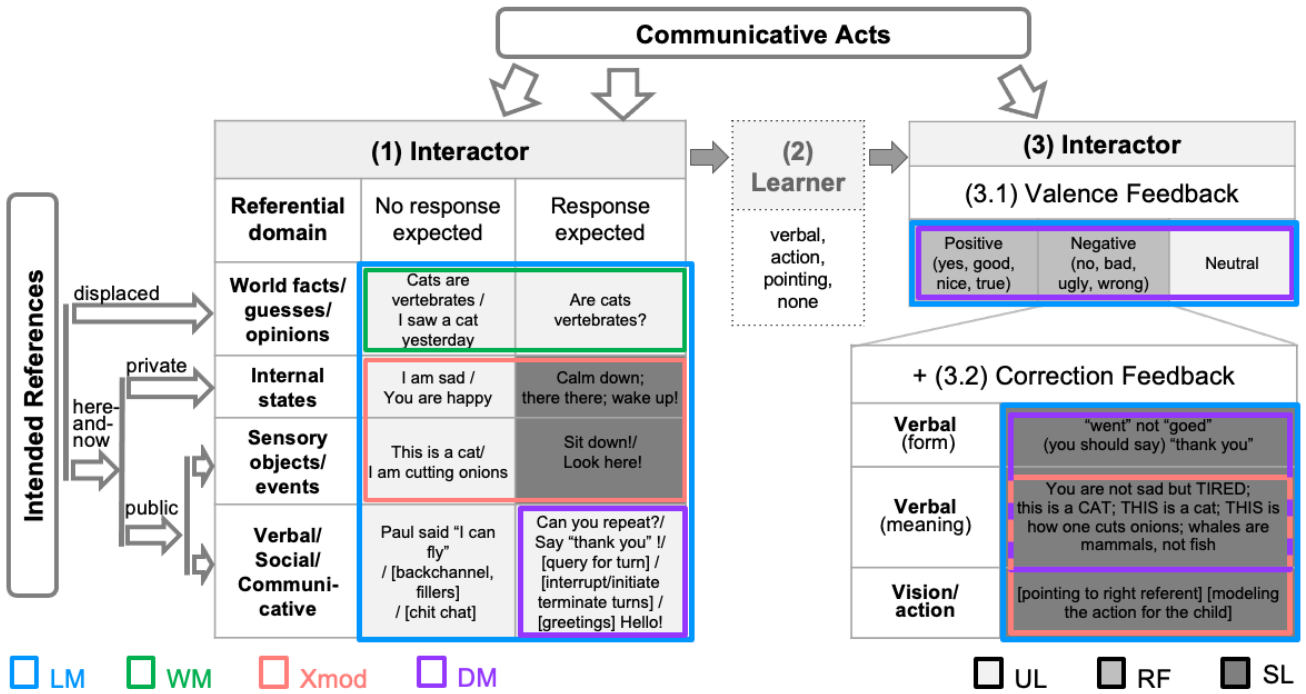 Communicative Acts
(1) Interactor
(2)
Learner
(3) Interactor
Referential
domain
No response
expected
Response
expected
verbal,
action,
pointing,
none
(3.1) Valence Feedback
Positive
(yes, good,
nice, true)
Negative
(no, bad,
ugly, wrong)
Neutral
Intended References
displaced
private
here-
and-
now
public
World facts/
guesses/
opinions
Cats are
vertebrates /
I saw a cat
yesterday
Are cats
vertebrates?
Internal
states
I am sad /
You are happy
Calm down;
there there; wake up!
Sensory
objects/
events
This is a cat/
I am cutting onions
Sit down!/
Look here!
Verbal/
Social/
Communi-
cative
Paul said “I can
fly”
/ [backchannel,
fillers]
/ [chit chat]
Can you repeat?/
Say “thank you” !/
[query for turn] /
[interrupt/initiate
terminate turns] /
[greetings] Hello!
+ (3.2) Correction Feedback
Verbal
(form)
“went” not “goed”
(you should say) “thank you”
Verbal
(meaning)
You are not sad but TIRED;
this is a CAT; THIS is a cat; THIS is
how one cuts onions; whales are
mammals, not fish
Vision/
action
[pointing to right referent] [modeling
the action for the child]
LM
WM
Xmod
DM
UL
RF
SL